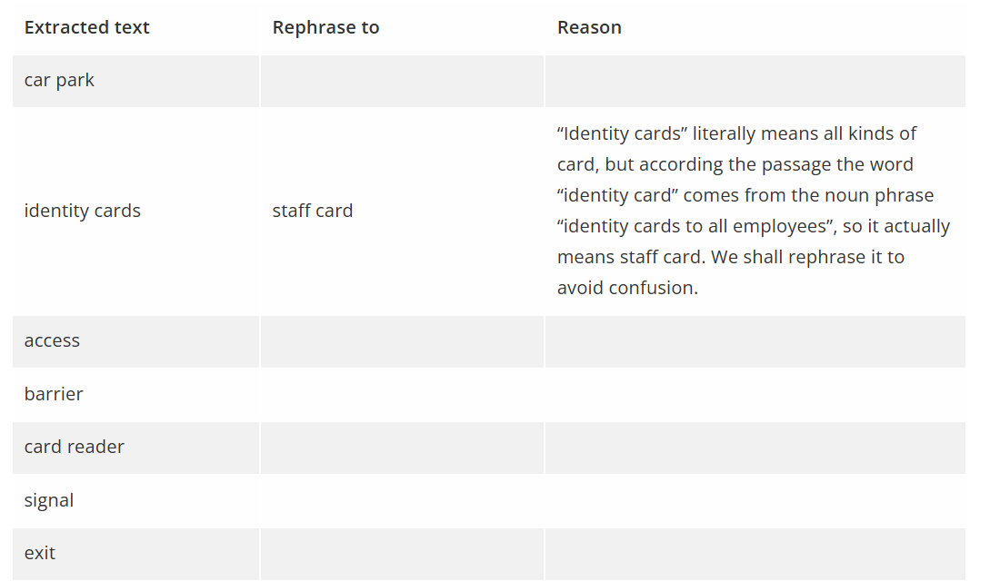 Extracted text Rephrase to Reason
car park
“Identity cards” literally means all kinds of
card, but according the passage the word
“identity card” comes from the noun phrase
identity cards staff card “identity cards to all employees”, so it actually
means staff card. We shall rephrase it to
avoid confusion.
access
barrier
card reader
signal
exit